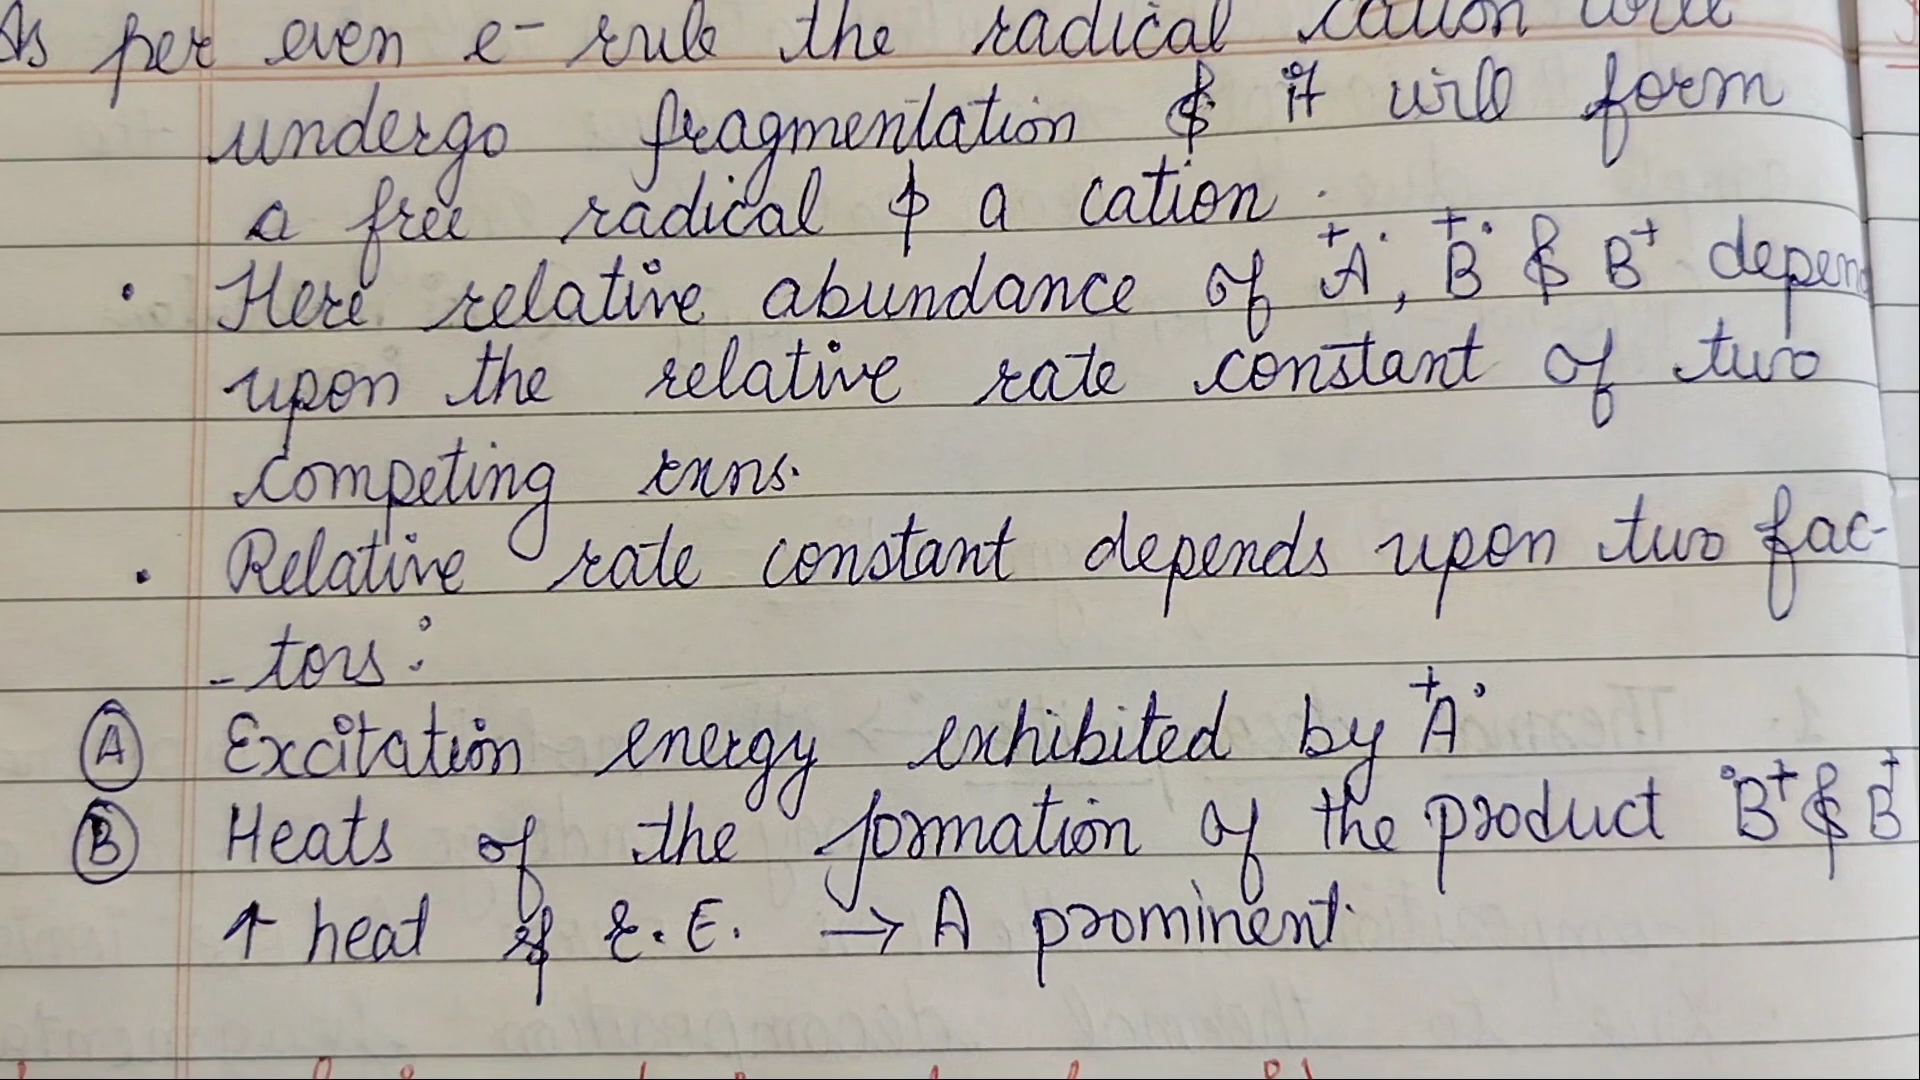 As per even e- rule the radical cation will
undergo fragmentation & it will form
a free radical & a cation.
• Here relative abundance of +A•, +B• & B+ depend
upon the relative rate constant of two
competing rxns.
• Relative rate constant depends upon two fac-
- tors:
Ⓐ Excitation energy exhibited by +A•
Ⓑ Heats of the formation of the product •B+ & B+
↑ heat of E.E. → A prominent